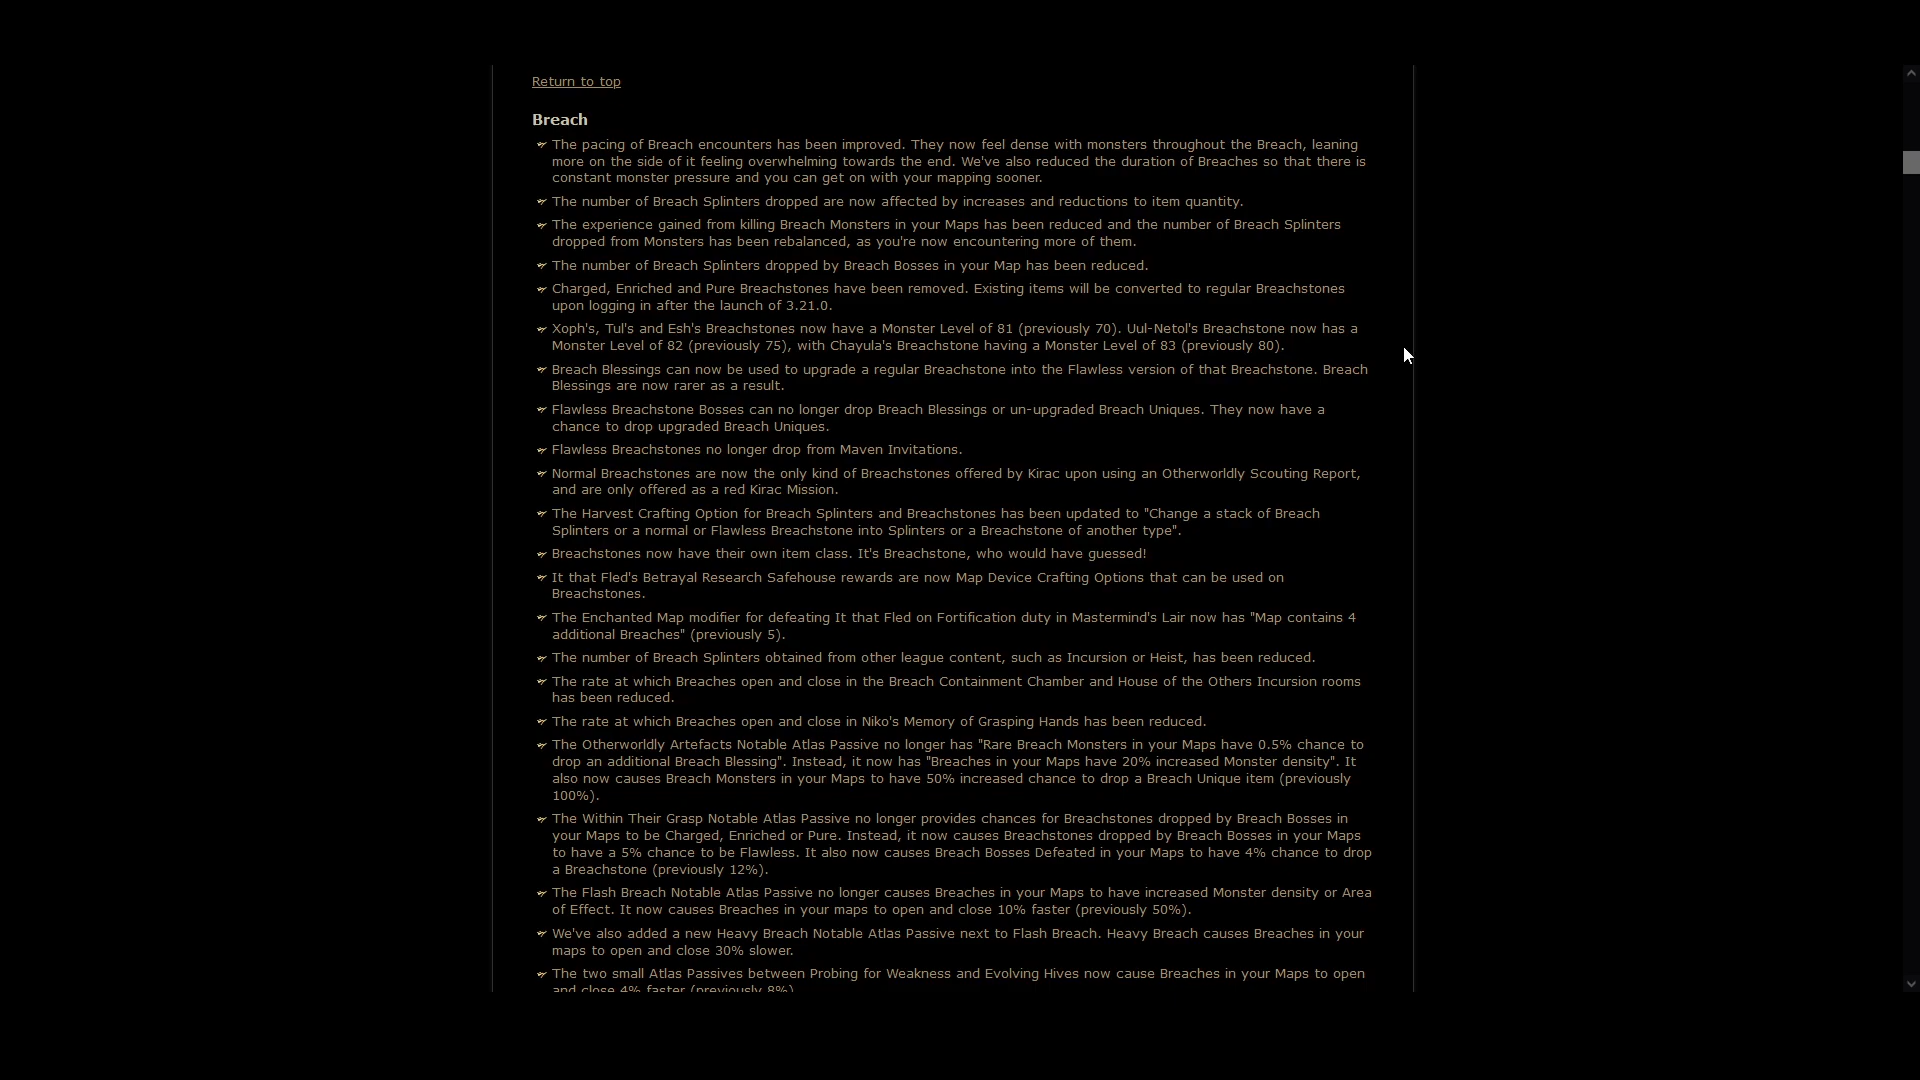 Return to top
Breach
The pacing of Breach encounters has been improved. They now feel dense with monsters throughout the Breach, leaning
more on the side of it feeling overwhelming towards the end. We've also reduced the duration of Breaches so that there is
constant monster pressure and you can get on with your mapping sooner.
The number of Breach Splinters dropped are now affected by increases and reductions to item quantity.
The experience gained from killing Breach Monsters in your Maps has been reduced and the number of Breach Splinters
dropped from Monsters has been rebalanced, as you're now encountering more of them.
The number of Breach Splinters dropped by Breach Bosses in your Map has been reduced.
Charged, Enriched and Pure Breachstones have been removed. Existing items will be converted to regular Breachstones
upon logging in after the launch of 3.21.0.
Xoph's, Tul's and Esh's Breachstones now have a Monster Level of 81 (previously 70). Uul-Netol's Breachstone now has a
Monster Level of 82 (previously 75), with Chayula's Breachstone having a Monster Level of 83 (previously 80).
Breach Blessings can now be used to upgrade a regular Breachstone into the Flawless version of that Breachstone. Breach
Blessings are now rarer as a result.
Flawless Breachstone Bosses can no longer drop Breach Blessings or un-upgraded Breach Uniques. They now have a
chance to drop upgraded Breach Uniques.
Flawless Breachstones no longer drop from Maven Invitations.
Normal Breachstones are now the only kind of Breachstones offered by Kirac upon using an Otherworldly Scouting Report,
and are only offered as a red Kirac Mission.
The Harvest Crafting Option for Breach Splinters and Breachstones has been updated to "Change a stack of Breach
Splinters or a normal or Flawless Breachstone into Splinters or a Breachstone of another type".
Breachstones now have their own item class. It's Breachstone, who would have guessed!
It that Fled's Betrayal Research Safehouse rewards are now Map Device Crafting Options that can be used on
Breachstones.
The Enchanted Map modifier for defeating It that Fled on Fortification duty in Mastermind's Lair now has "Map contains 4
additional Breaches" (previously 5).
The number of Breach Splinters obtained from other league content, such as Incursion or Heist, has been reduced.
The rate at which Breaches open and close in the Breach Containment Chamber and House of the Others Incursion rooms
has been reduced.
The rate at which Breaches open and close in Niko's Memory of Grasping Hands has been reduced.
The Otherworldly Artefacts Notable Atlas Passive no longer has "Rare Breach Monsters in your Maps have 0.5% chance to
drop an additional Breach Blessing". Instead, it now has "Breaches in your Maps have 20% increased Monster density". It
also now causes Breach Monsters in your Maps to have 50% increased chance to drop a Breach Unique item (previously
100%).
The Within Their Grasp Notable Atlas Passive no longer provides chances for Breachstones dropped by Breach Bosses in
your Maps to be Charged, Enriched or Pure. Instead, it now causes Breachstones dropped by Breach Bosses in your Maps
to have a 5% chance to be Flawless. It also now causes Breach Bosses Defeated in your Maps to have 4% chance to drop
a Breachstone (previously 12%).
The Flash Breach Notable Atlas Passive no longer causes Breaches in your Maps to have increased Monster density or Area
of Effect. It now causes Breaches in your maps to open and close 10% faster (previously 50%).
We've also added a new Heavy Breach Notable Atlas Passive next to Flash Breach. Heavy Breach causes Breaches in your
maps to open and close 30% slower.
The two small Atlas Passives between Probing for Weakness and Evolving Hives now cause Breaches in your Maps to open
and close 4% faster (previously 8%)